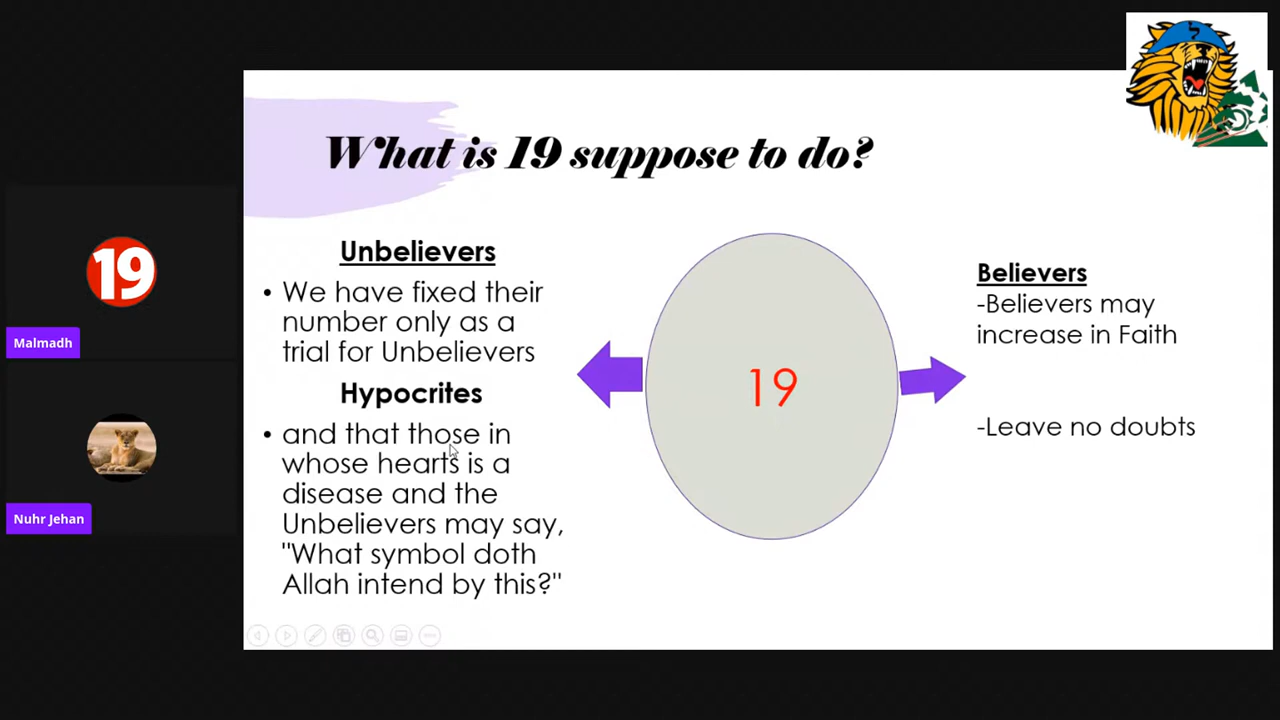 What is 19 suppose to do?
19
Malmadh
Nuhr Jehan
Unbelievers
• We have fixed their
number only as a
trial for Unbelievers
Hypocrites
• and that those in
whose hearts is a
disease and the
Unbelievers may say,
"What symbol doth
Allah intend by this?"
19
Believers
-Believers may
increase in Faith
-Leave no doubts